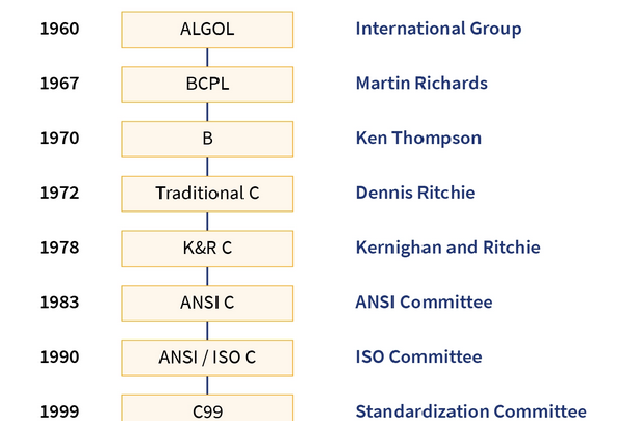 1960 ALGOL International Group
1967 BCPL Martin Richards
1970 B Ken Thompson
1972 Traditional C Dennis Ritchie
1978 K&R C Kernighan and Ritchie
1983 ANSI C ANSI Committee
1990 ANSI / ISO C ISO Committee
1999 C99 Standardization Committee